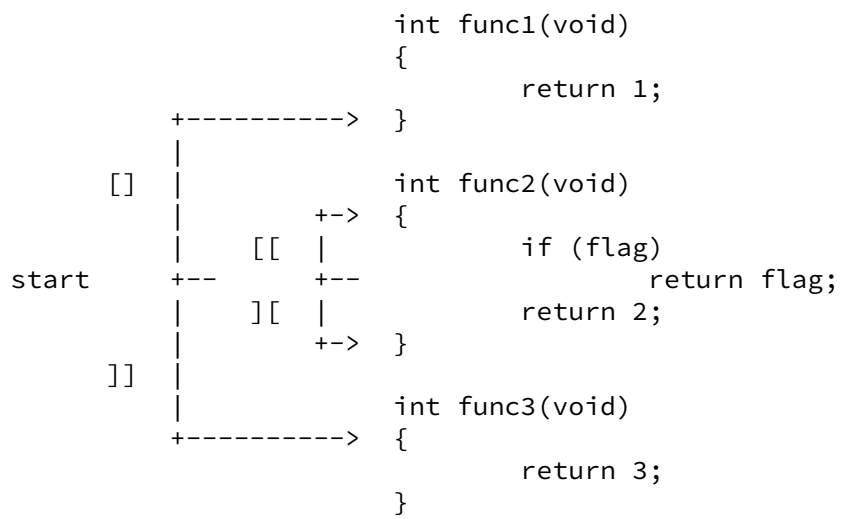 int func1(void)
                              {
                                      return 1;
            +---------->      }
            |
      []    |                 int func2(void)
            |          +->    {
            |    [[    |              if (flag)
start       +--        +--                    return flag;
            |    ][    |              return 2;
            |          +->    }
      ]]    |
            |                 int func3(void)
            +---------->      {
                                      return 3;
                              }